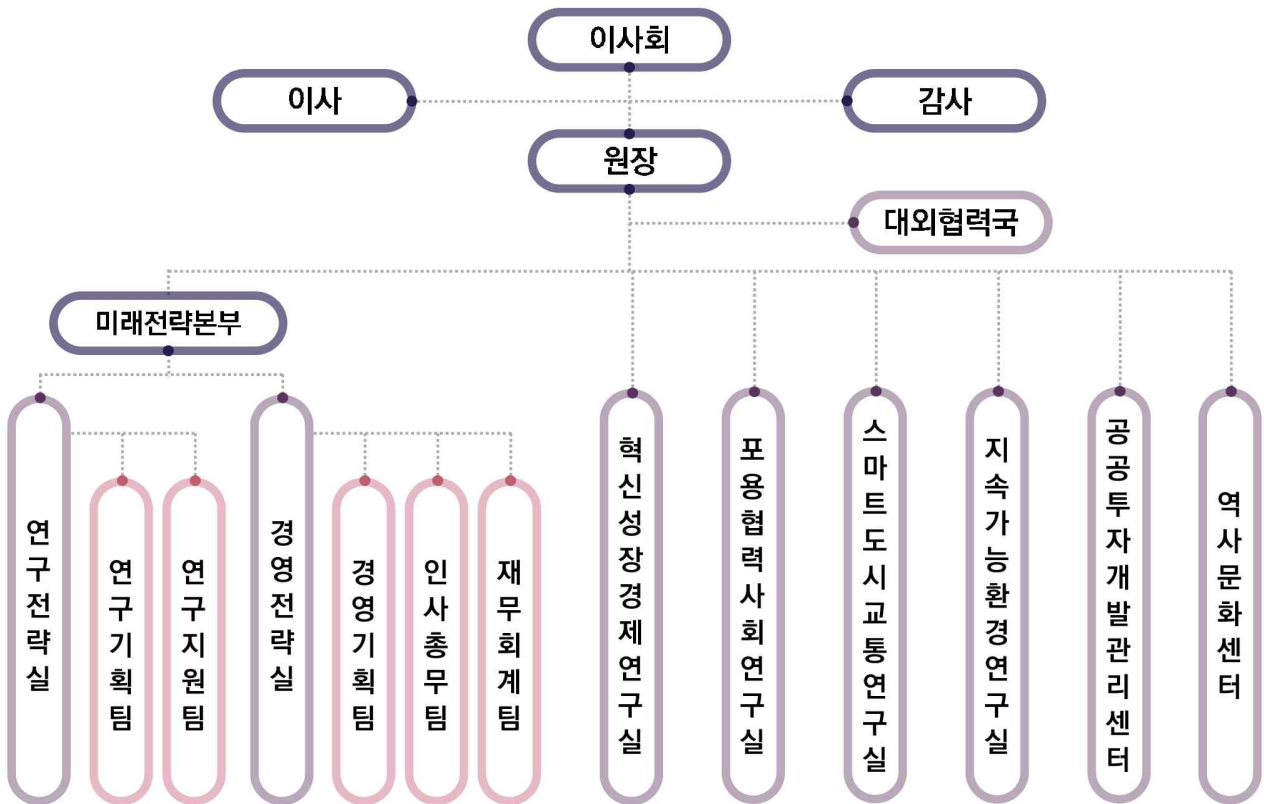 이사회
이사
감사
원장
대외협력국
미래전략본부
연구전략실
연구기획팀
연구지원팀
경영전략실
경영기획팀
인사총무팀
재무회계팀
혁신성장경제연구실
포용협력사회연구실
스마트도시교통연구실
지속가능환경연구실
공공투자개발관리센터
역사문화센터